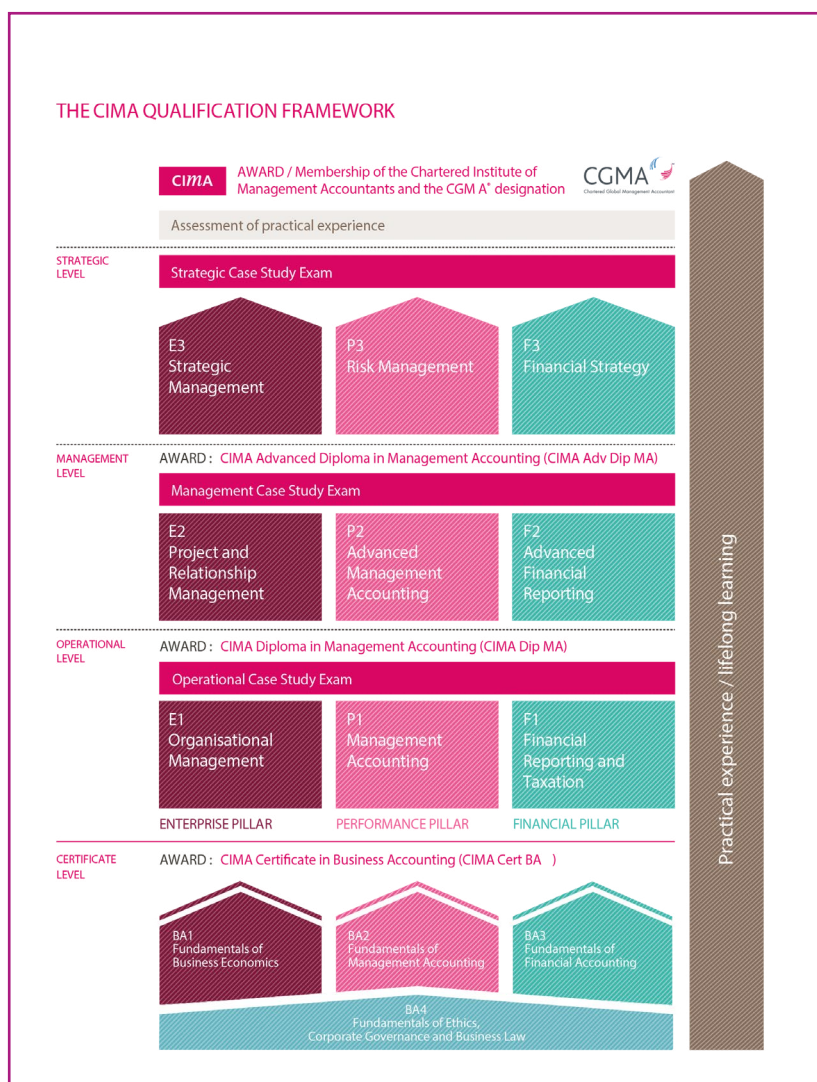 THE CIMA QUALIFICATION FRAMEWORK
CIMA
AWARD / Membership of the Chartered Institute of
Management Accountants and the CGM A* designation
CGMA
Chartered Global Management Accountant
Assessment of practical experience
STRATEGIC
LEVEL
Strategic Case Study Exam
E3
Strategic
Management
P3
Risk Management
F3
Financial Strategy
MANAGEMENT
LEVEL
AWARD : CIMA Advanced Diploma in Management Accounting (CIMA Adv Dip MA)
Management Case Study Exam
E2
Project and
Relationship
Management
P2
Advanced
Management
Accounting
F2
Advanced
Financial
Reporting
OPERATIONAL
LEVEL
AWARD : CIMA Diploma in Management Accounting (CIMA Dip MA)
Operational Case Study Exam
E1
Organisational
Management
P1
Management
Accounting
F1
Financial
Reporting and
Taxation
ENTERPRISE PILLAR
PERFORMANCE PILLAR
FINANCIAL PILLAR
CERTIFICATE
LEVEL
AWARD : CIMA Certificate in Business Accounting (CIMA Cert BA )
BA1
Fundamentals of
Business Economics
BA2
Fundamentals of
Management Accounting
BA3
Fundamentals of
Financial Accounting
BA4
Fundamentals of Ethics,
Corporate Governance and Business Law
Practical experience / lifelong learning